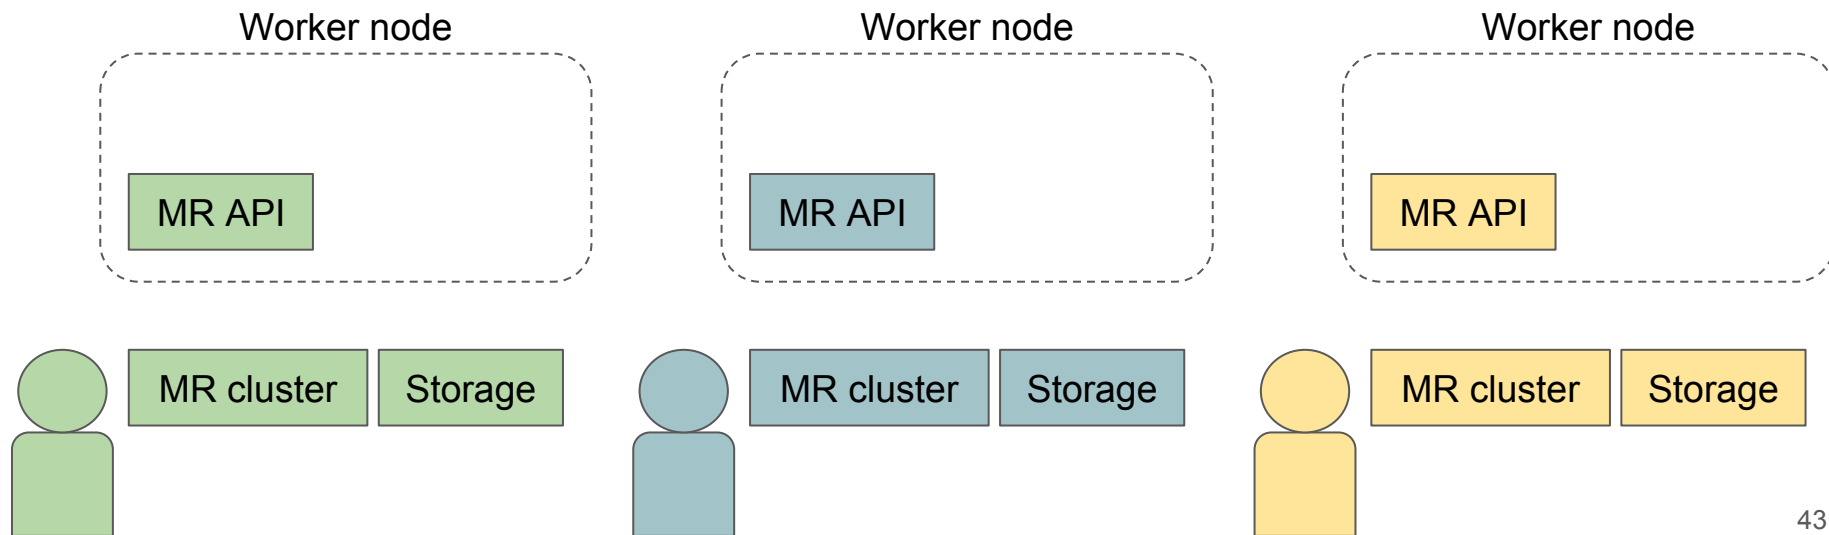 Worker node
Worker node
Worker node
MR API
MR API
MR API
MR cluster
Storage
MR cluster
Storage
MR cluster
Storage
43